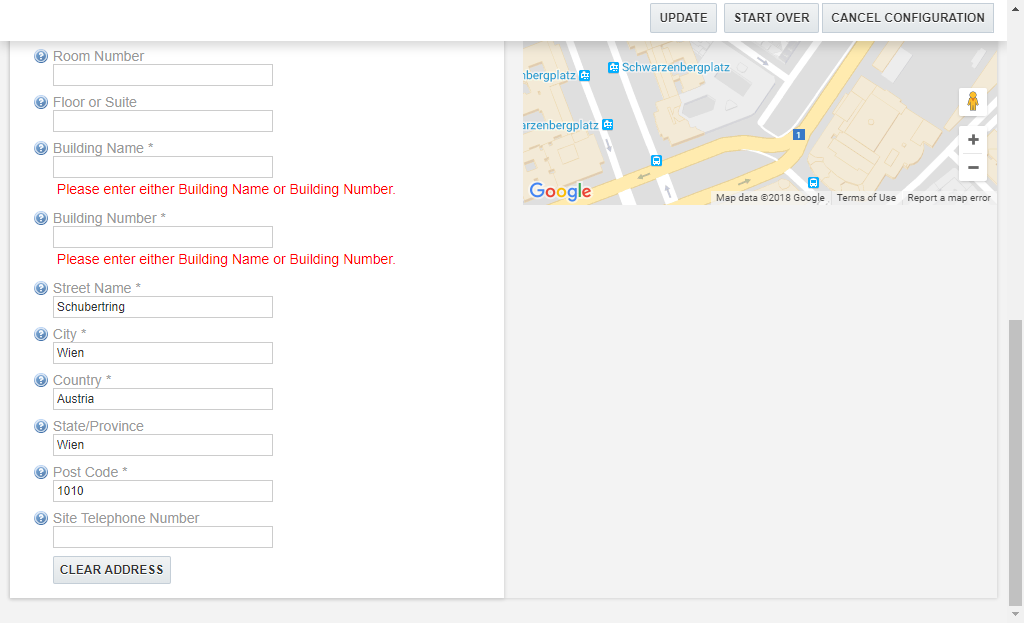 UPDATE START OVER CANCEL CONFIGURATION
Room Number
Floor or Suite
Building Name *
Please enter either Building Name or Building Number.
Building Number *
Please enter either Building Name or Building Number.
Street Name *
Schubertring
City *
Wien
Country *
Austria
State/Province
Wien
Post Code *
1010
Site Telephone Number
CLEAR ADDRESS
Schwarzenbergplatz
nbergplatz
arzenbergplatz
1
Google
Map data ©2018 Google Terms of Use Report a map error